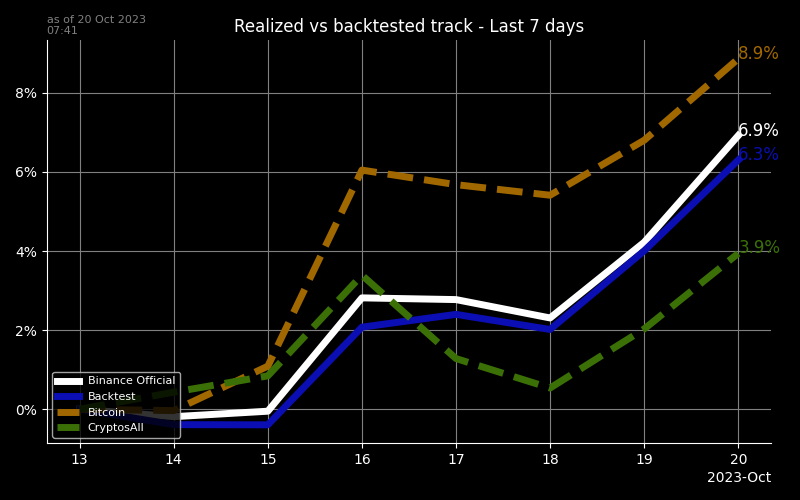 as of 20 Oct 2023
07:41
Realized vs backtested track - Last 7 days
8.9%
8%
6.9%
6.3%
6%
4%
3.9%
2%
0%
Binance Official
Backtest
Bitcoin
CryptosAll
13 14 15 16 17 18 19 20
2023-Oct